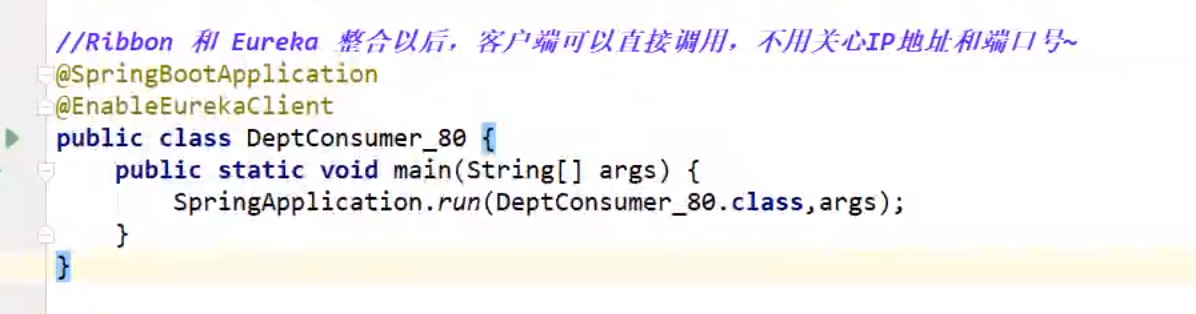 //Ribbon 和 Eureka 整合以后，客户端可以直接调用，不用关心IP地址和端口号~
@SpringBootApplication
@EnableEurekaClient
public class DeptConsumer_80 {
    public static void main(String[] args) {
        SpringApplication.run(DeptConsumer_80.class,args);
    }
}